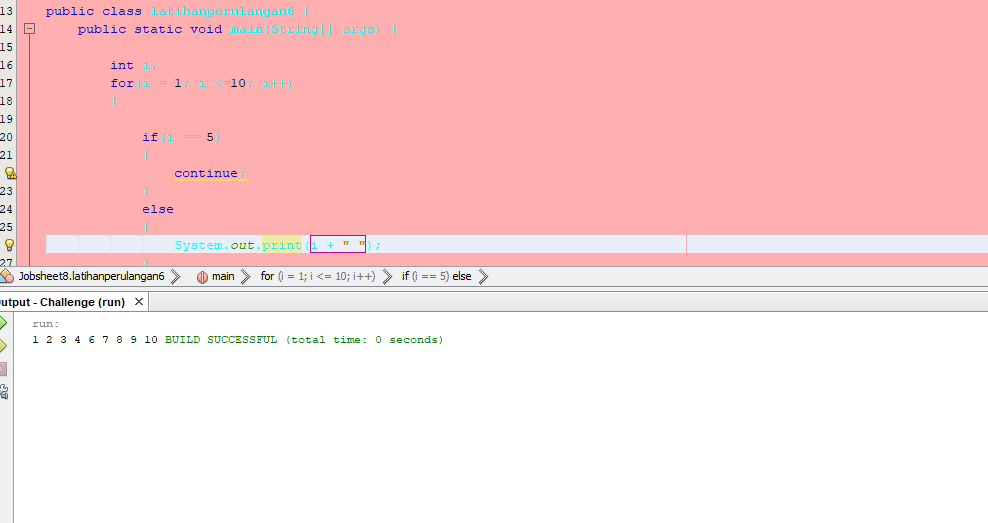 13 public class latihanperulangan6 {
14 public static void main(String[] args) {
15
16 int i;
17 for(i = 1; i <=10; i++)
18 {
19
20 if(i == 5)
21 {
continue;
23 }
24 else
25 {
System.out.print(i + " ");
27 }
Jobsheet8.latihanperulangan6 main for (i = 1; i <= 10; i++) if (i == 5) else
utput - Challenge (run) ×
run:
1 2 3 4 6 7 8 9 10 BUILD SUCCESSFUL (total time: 0 seconds)